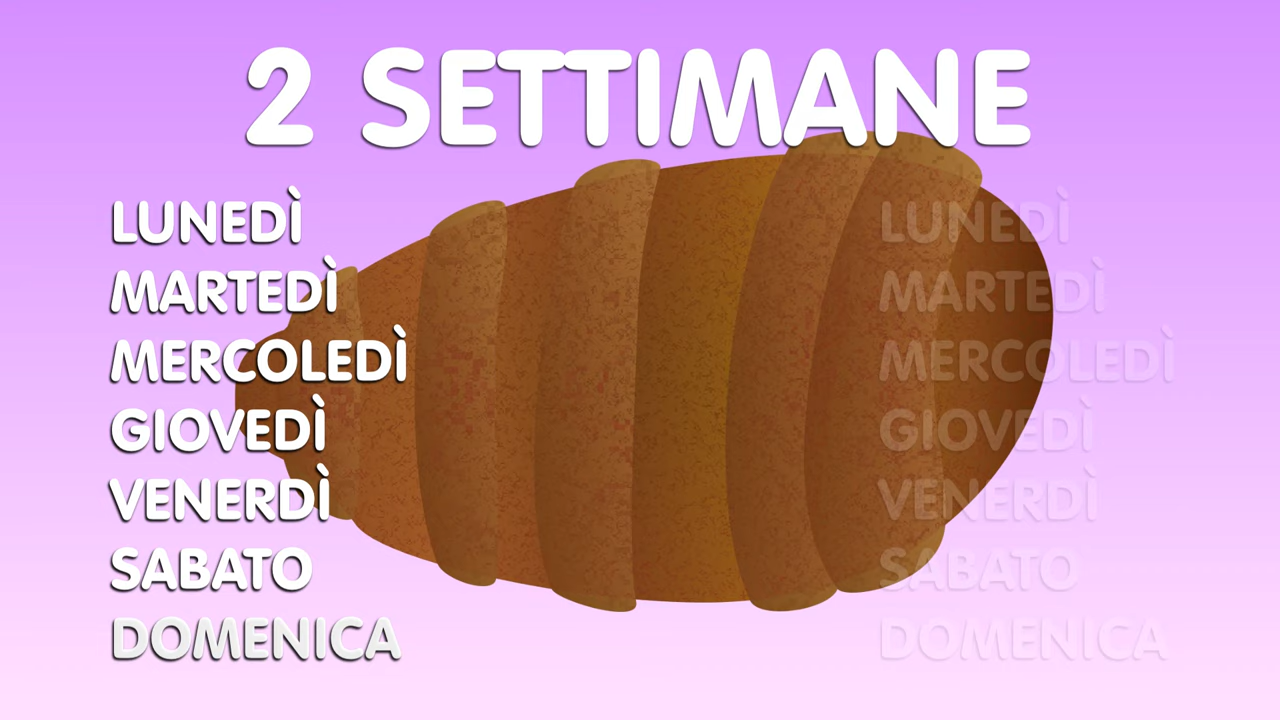 2 SETTIMANE
LUNEDÌ
MARTEDÌ
MERCOLEDÌ
GIOVEDÌ
VENERDÌ
SABATO
DOMENICA
LUNEDÌ
MARTEDÌ
MERCOLEDÌ
GIOVEDÌ
VENERDÌ
SABATO
DOMENICA